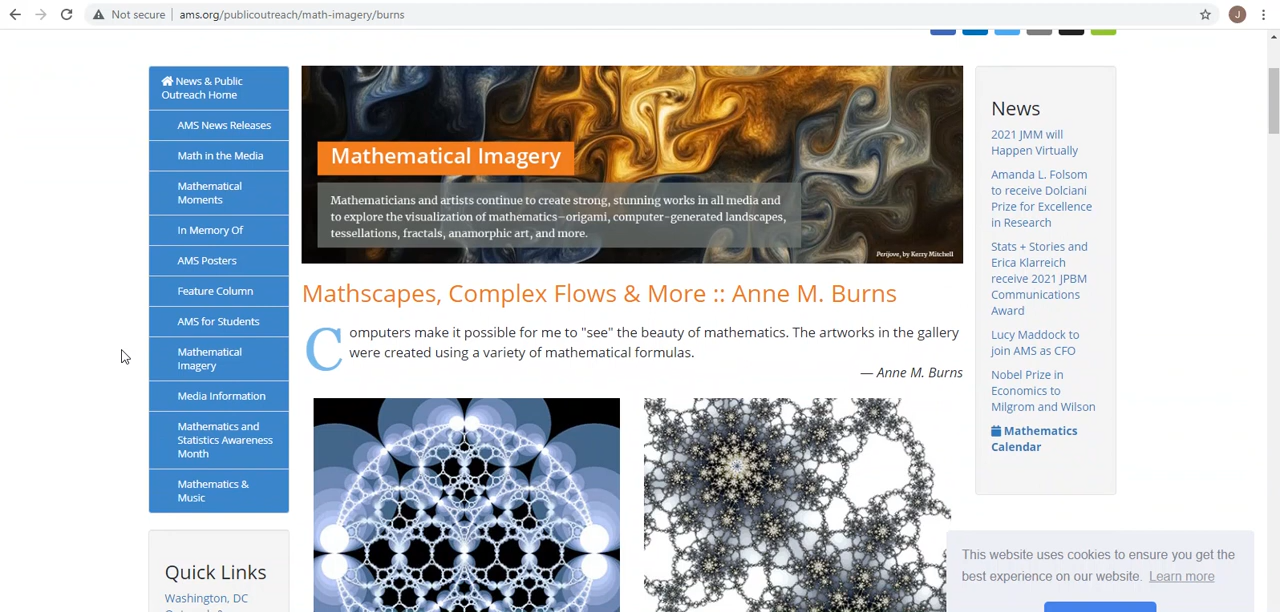 Not secure
ams.org/publicoutreach/math-imagery/burns
J
News & Public
Outreach Home
AMS News Releases
Math in the Media
Mathematical
Moments
In Memory Of
AMS Posters
Feature Column
AMS for Students
Mathematical
Imagery
Media Information
Mathematics and
Statistics Awareness
Month
Mathematics &
Music
Quick Links
Washington, DC
Mathematical Imagery
Mathematicians and artists continue to create strong, stunning works in all media and
to explore the visualization of mathematics–origami, computer-generated landscapes,
tessellations, fractals, anamorphic art, and more.
Perijove, by Kerry Mitchell
Mathscapes, Complex Flows & More :: Anne M. Burns
Computers make it possible for me to "see" the beauty of mathematics. The artworks in the gallery
were created using a variety of mathematical formulas.
— Anne M. Burns
News
2021 JMM will
Happen Virtually
Amanda L. Folsom
to receive Dolciani
Prize for Excellence
in Research
Stats + Stories and
Erica Klarreich
receive 2021 JPBM
Communications
Award
Lucy Maddock to
join AMS as CFO
Nobel Prize in
Economics to
Milgrom and Wilson
Mathematics
Calendar
This website uses cookies to ensure you get the
best experience on our website. Learn more